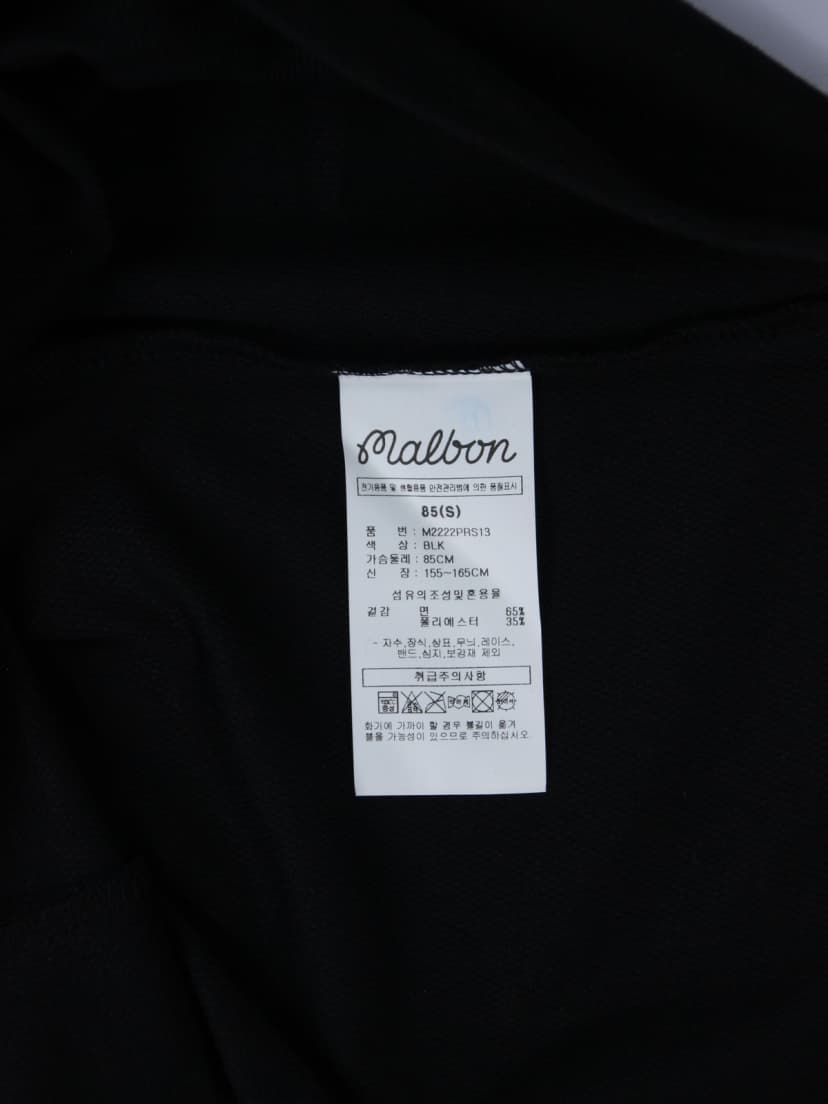 malbon
전기용품 및 생활용품 안전관리법에 의한 품질표시
85(S)
품 번 : M2222PRS13
색 상 : BLK
가슴둘레 : 85CM
신 장 : 155~165CM
섬유의조성및혼용율
겉감 면 65%
폴리에스터 35%
- 자수,장식,상표,무늬,레이스,
밴드,심지,보강재 제외
취급주의사항
화기에 가까이 할 경우 불길이 옮겨
붙을 가능성이 있으므로 주의하십시오.